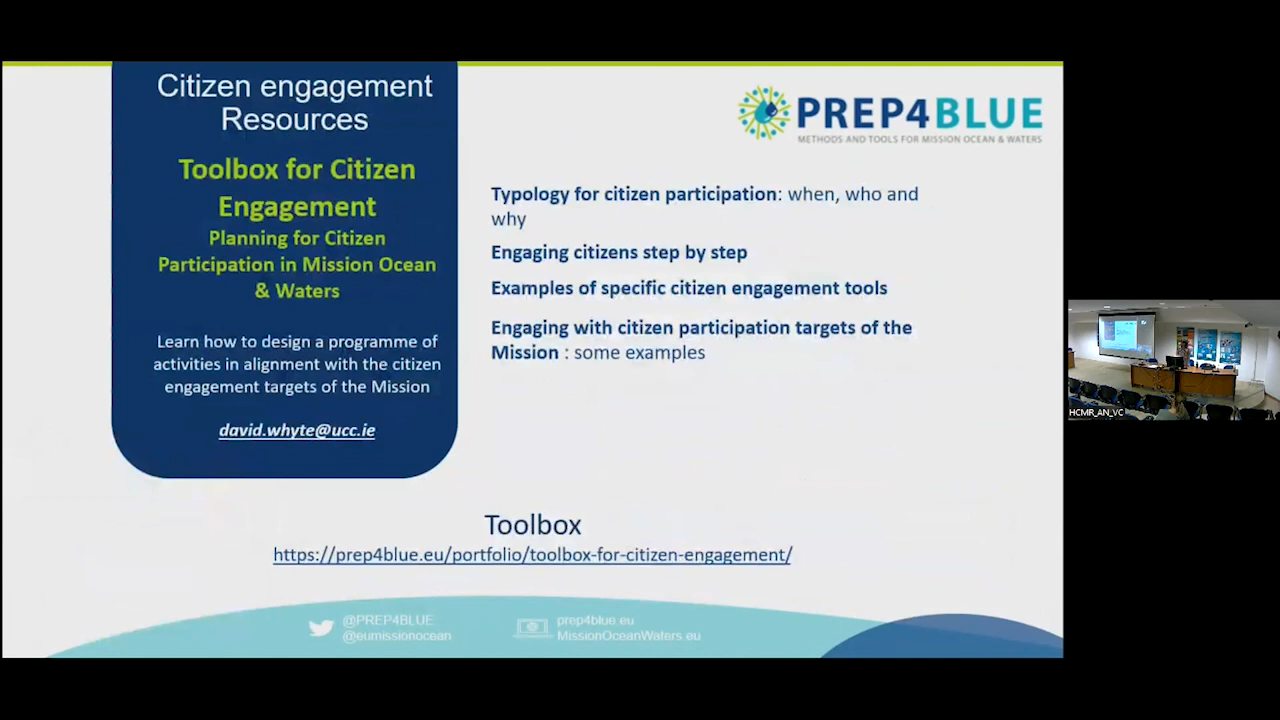 Citizen engagement
Resources
Toolbox for Citizen
Engagement
Planning for Citizen
Participation in Mission Ocean
& Waters
Learn how to design a programme of
activities in alignment with the citizen
engagement targets of the Mission
david.whyte@ucc.ie
PREP4BLUE
METHODS AND TOOLS FOR MISSION OCEAN & WATERS
Typology for citizen participation: when, who and
why
Engaging citizens step by step
Examples of specific citizen engagement tools
Engaging with citizen participation targets of the
Mission : some examples
Toolbox
https://prep4blue.eu/portfolio/toolbox-for-citizen-engagement/
@PREP4BLUE
@eumissionocean
prep4blue.eu
MissionOceanWaters.eu
HCMR_AN_VC